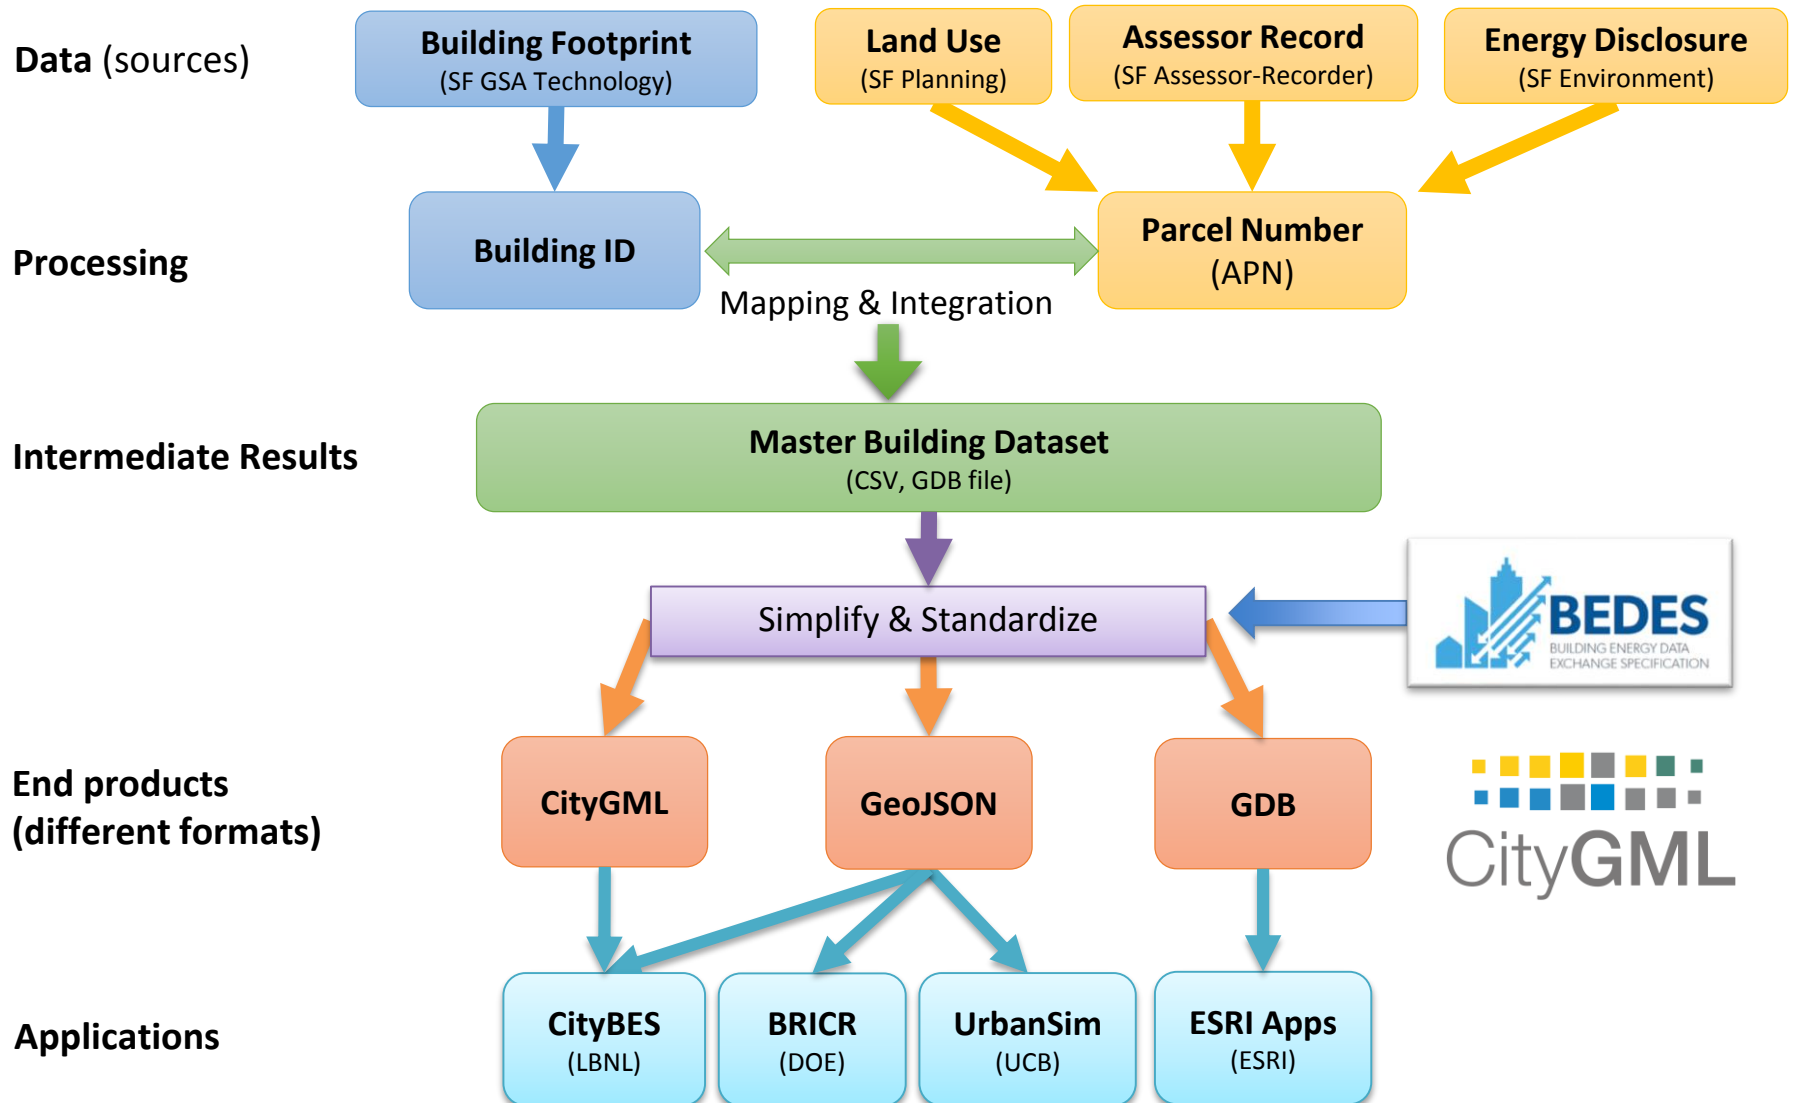 Data (sources)
Building Footprint
(SF GSA Technology)
Land Use
(SF Planning)
Assessor Record
(SF Assessor-Recorder)
Energy Disclosure
(SF Environment)
Processing
Building ID
Mapping & Integration
Parcel Number
(APN)
Intermediate Results
Master Building Dataset
(CSV, GDB file)
Simplify & Standardize
BEDES
BUILDING ENERGY DATA
EXCHANGE SPECIFICATION
End products
(different formats)
CityGML
GeoJSON
GDB
CityGML
Applications
CityBES
(LBNL)
BRICR
(DOE)
UrbanSim
(UCB)
ESRI Apps
(ESRI)